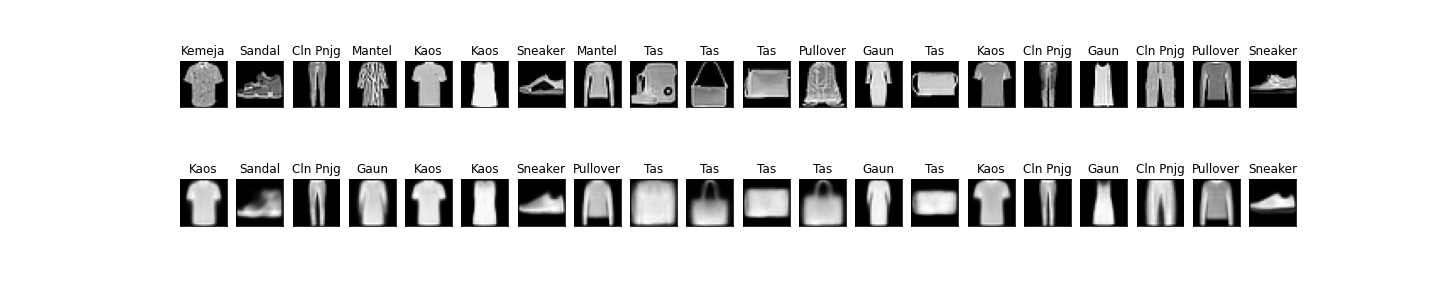 Kemeja Sandal Cln Pnjg Mantel Kaos Kaos Sneaker Mantel Tas Tas Tas Pullover Gaun Tas Kaos Cln Pnjg Gaun Cln Pnjg Pullover Sneaker
Kaos Sandal Cln Pnjg Gaun Kaos Kaos Sneaker Pullover Tas Tas Tas Tas Gaun Tas Kaos Cln Pnjg Gaun Cln Pnjg Pullover Sneaker